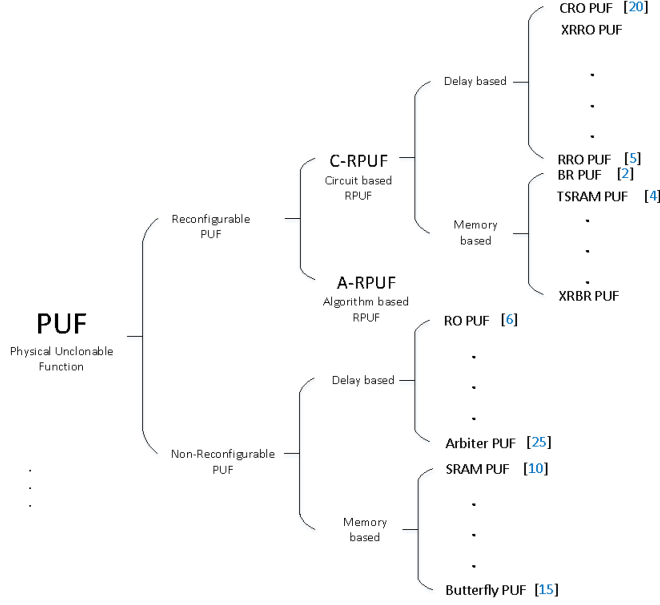 CRO PUF [20]
XRRO PUF
Delay based
RRO PUF [5]
C-RPUF
Circuit based
RPUF
BR PUF [2]
TSRAM PUF [4]
Reconfigurable
PUF
Memory
based
A-RPUF
Algorithm based
RPUF
XRBR PUF
PUF
Physical Unclonable
Function
RO PUF [6]
Delay based
Arbiter PUF [25]
Non-Reconfigurable
PUF
SRAM PUF [10]
Memory
based
Butterfly PUF [15]